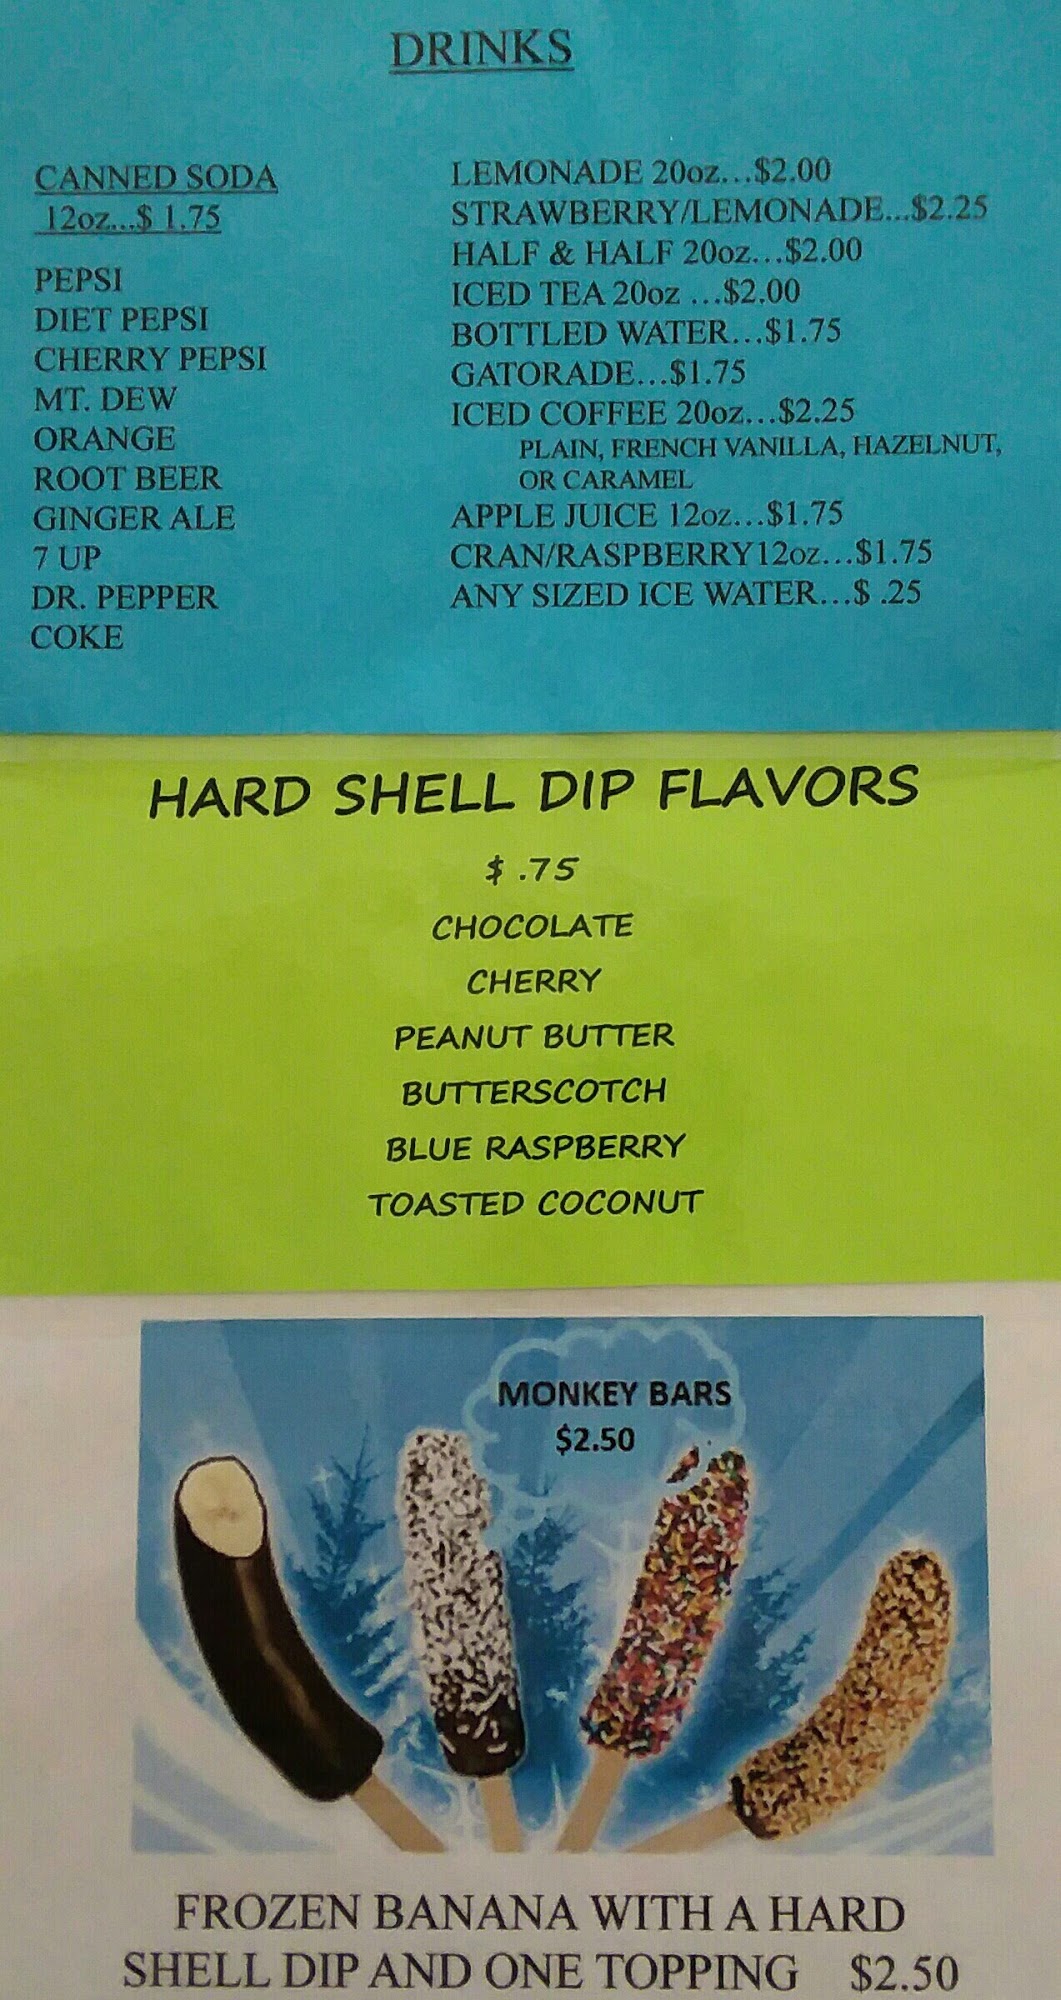 DRINKS
CANNED SODA
12oz...$ 1.75
PEPSI
DIET PEPSI
CHERRY PEPSI
MT. DEW
ORANGE
ROOT BEER
GINGER ALE
7 UP
DR. PEPPER
COKE
LEMONADE 20oz...$2.00
STRAWBERRY/LEMONADE...$2.25
HALF & HALF 20oz...$2.00
ICED TEA 20oz ...$2.00
BOTTLED WATER...$1.75
GATORADE...$1.75
ICED COFFEE 20oz...$2.25
PLAIN, FRENCH VANILLA, HAZELNUT,
OR CARAMEL
APPLE JUICE 12oz...$1.75
CRAN/RASPBERRY12oz...$1.75
ANY SIZED ICE WATER...$ .25
HARD SHELL DIP FLAVORS
$ .75
CHOCOLATE
CHERRY
PEANUT BUTTER
BUTTERSCOTCH
BLUE RASPBERRY
TOASTED COCONUT
MONKEY BARS
$2.50
FROZEN BANANA WITH A HARD
SHELL DIP AND ONE TOPPING $2.50